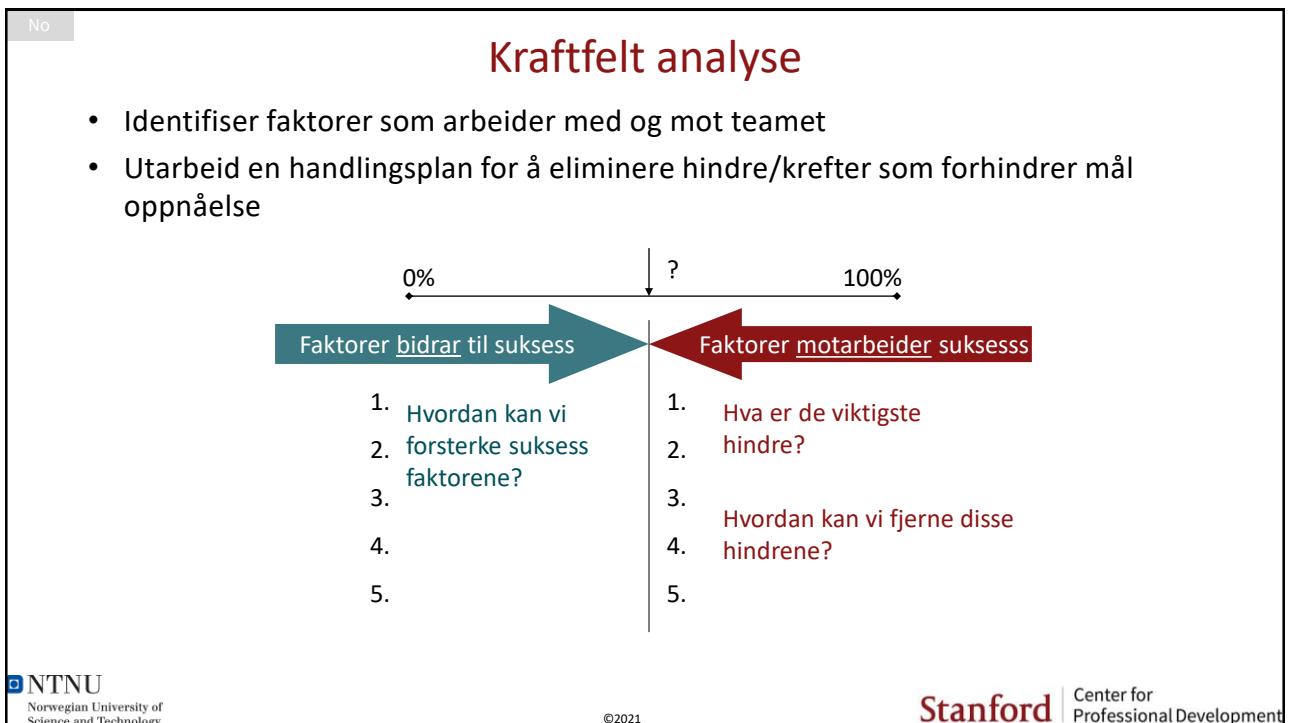 No
Kraftfelt analyse
• Identifiser faktorer som arbeider med og mot teamet
• Utarbeid en handlingsplan for å eliminere hindre/krefter som forhindrer mål
oppnåelse
0%
?
100%
Faktorer bidrar til suksess
Faktorer motarbeider suksesss
1.
2.
3.
4.
5.
Hvordan kan vi
forsterke suksess
faktorene?
1.
2.
3.
4.
5.
Hva er de viktigste
hindre?
Hvordan kan vi fjerne disse
hindrene?
NTNU
Norwegian University of
Science and Technology
©2021
Stanford
Center for
Professional Development